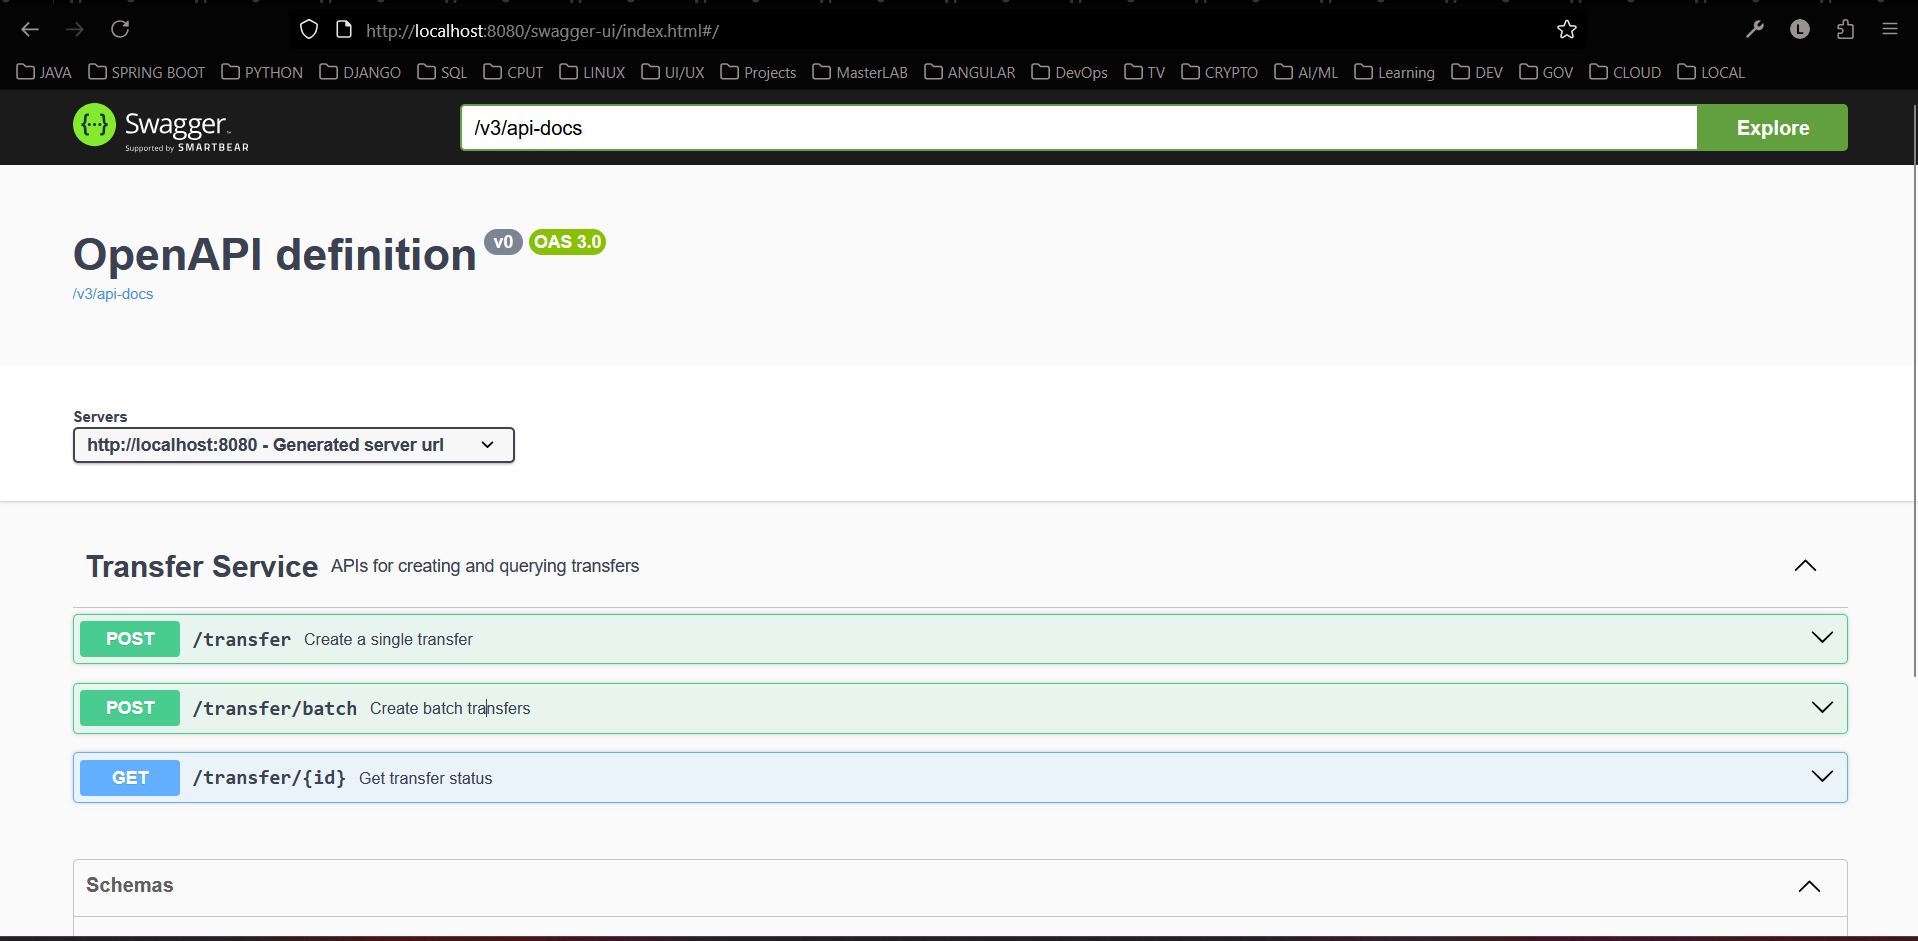 http://localhost:8080/swagger-ui/index.html#/
L
JAVA SPRING BOOT PYTHON DJANGO SQL CPUT LINUX UI/UX Projects MasterLAB ANGULAR DevOps TV CRYPTO AI/ML Learning DEV GOV CLOUD LOCAL
{···} Swagger™
Supported by SMARTBEAR
/v3/api-docs
Explore
OpenAPI definition v0 OAS 3.0
/v3/api-docs
Servers
http://localhost:8080 - Generated server url
Transfer Service APIs for creating and querying transfers
POST /transfer Create a single transfer
POST /transfer/batch Create batch transfers
GET /transfer/{id} Get transfer status
Schemas